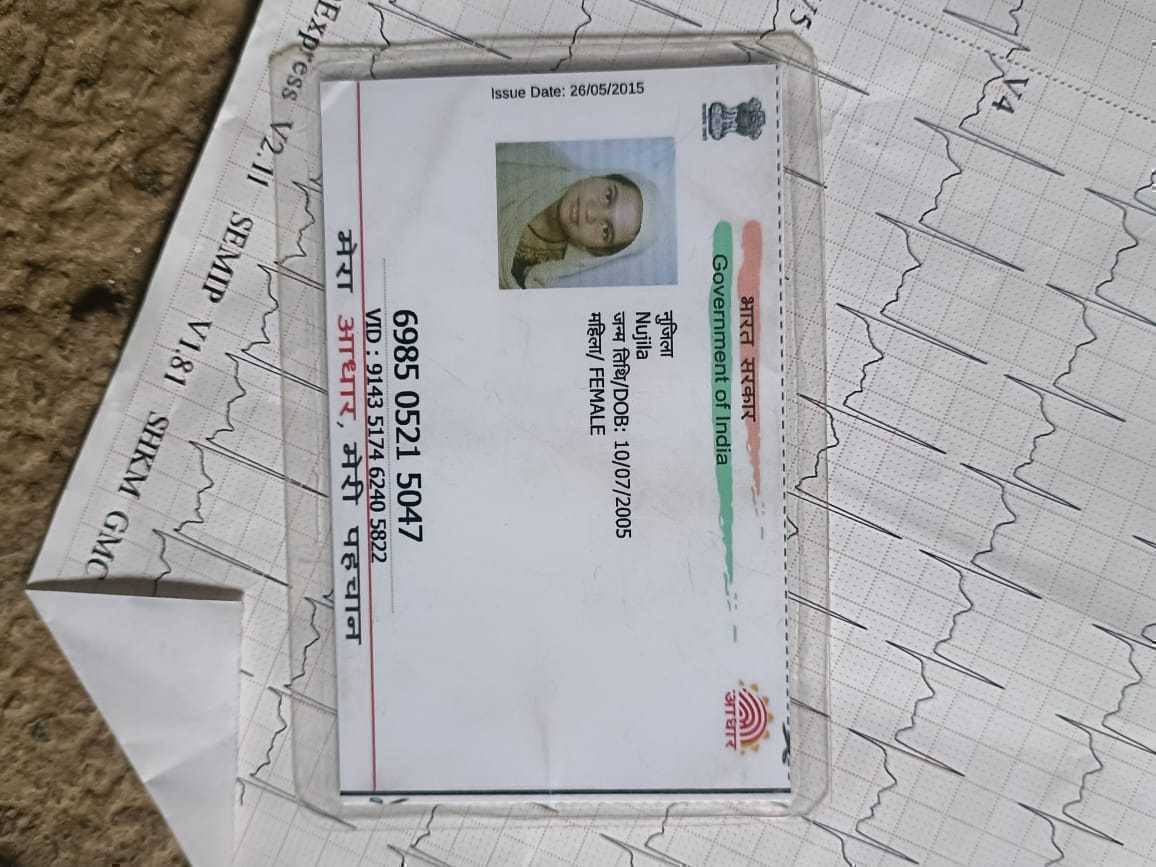 भारत सरकार
Government of India
Issue Date: 26/05/2015
नुजिला
Nujila
जन्म तिथि/DOB: 10/07/2005
महिला/ FEMALE
6985 0521 5047
VID : 9143 5174 6240 5822
मेरा आधार, मेरी पहचान
आधार
V5
V4
Express V2.11 SEMIP V1.81 SHKM GMC